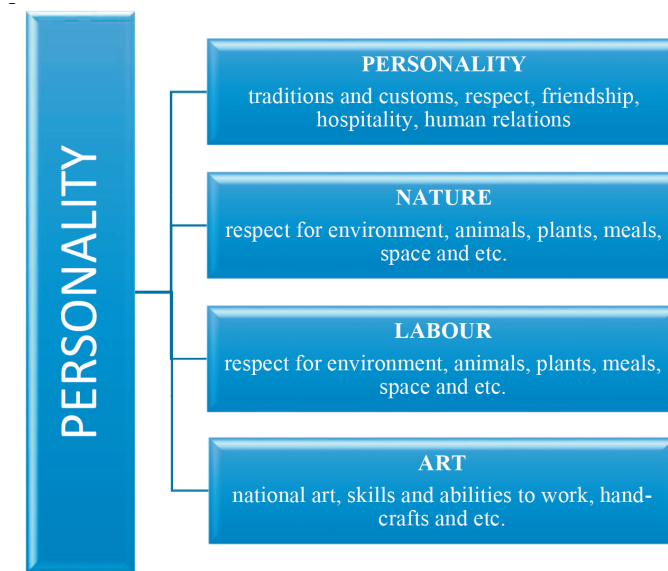 PERSONALITY
PERSONALITY
traditions and customs, respect, friendship,
hospitality, human relations
NATURE
respect for environment, animals, plants, meals,
space and etc.
LABOUR
respect for environment, animals, plants, meals,
space and etc.
ART
national art, skills and abilities to work, hand-
crafts and etc.